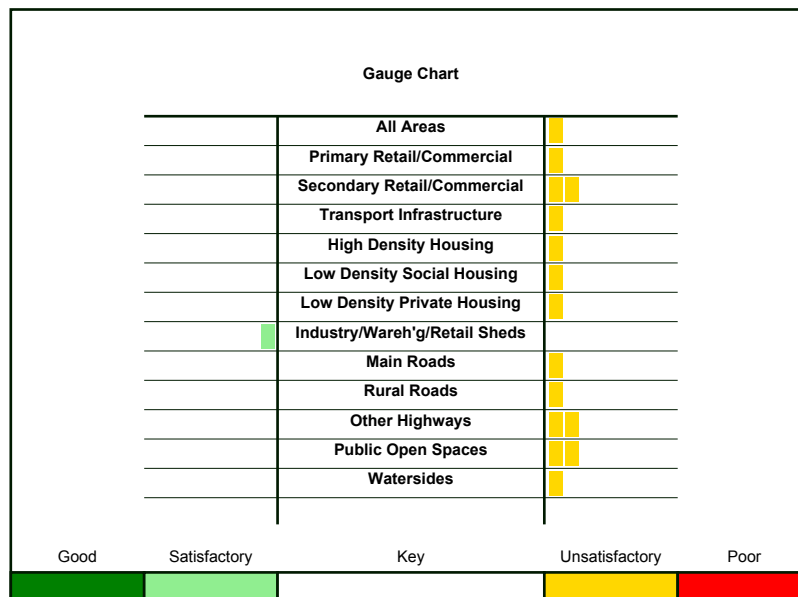 Gauge Chart
All Areas
Primary Retail/Commercial
Secondary Retail/Commercial
Transport Infrastructure
High Density Housing
Low Density Social Housing
Low Density Private Housing
Industry/Wareh'g/Retail Sheds
Main Roads
Rural Roads
Other Highways
Public Open Spaces
Watersides
Good Satisfactory Key Unsatisfactory Poor